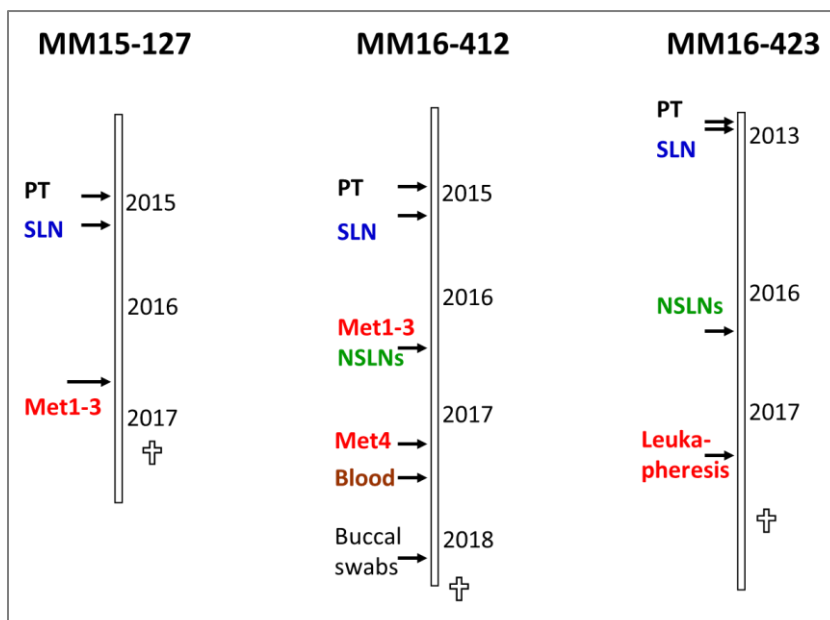 MM15-127
PT
2015
SLN
2016
Met1-3
2017
MM16-412
PT
2015
SLN
2016
Met1-3
NSLNs
2017
Met4
Blood
Buccal
swabs
2018
MM16-423
PT
2013
SLN
2016
NSLNs
2017
Leuka-
pheresis